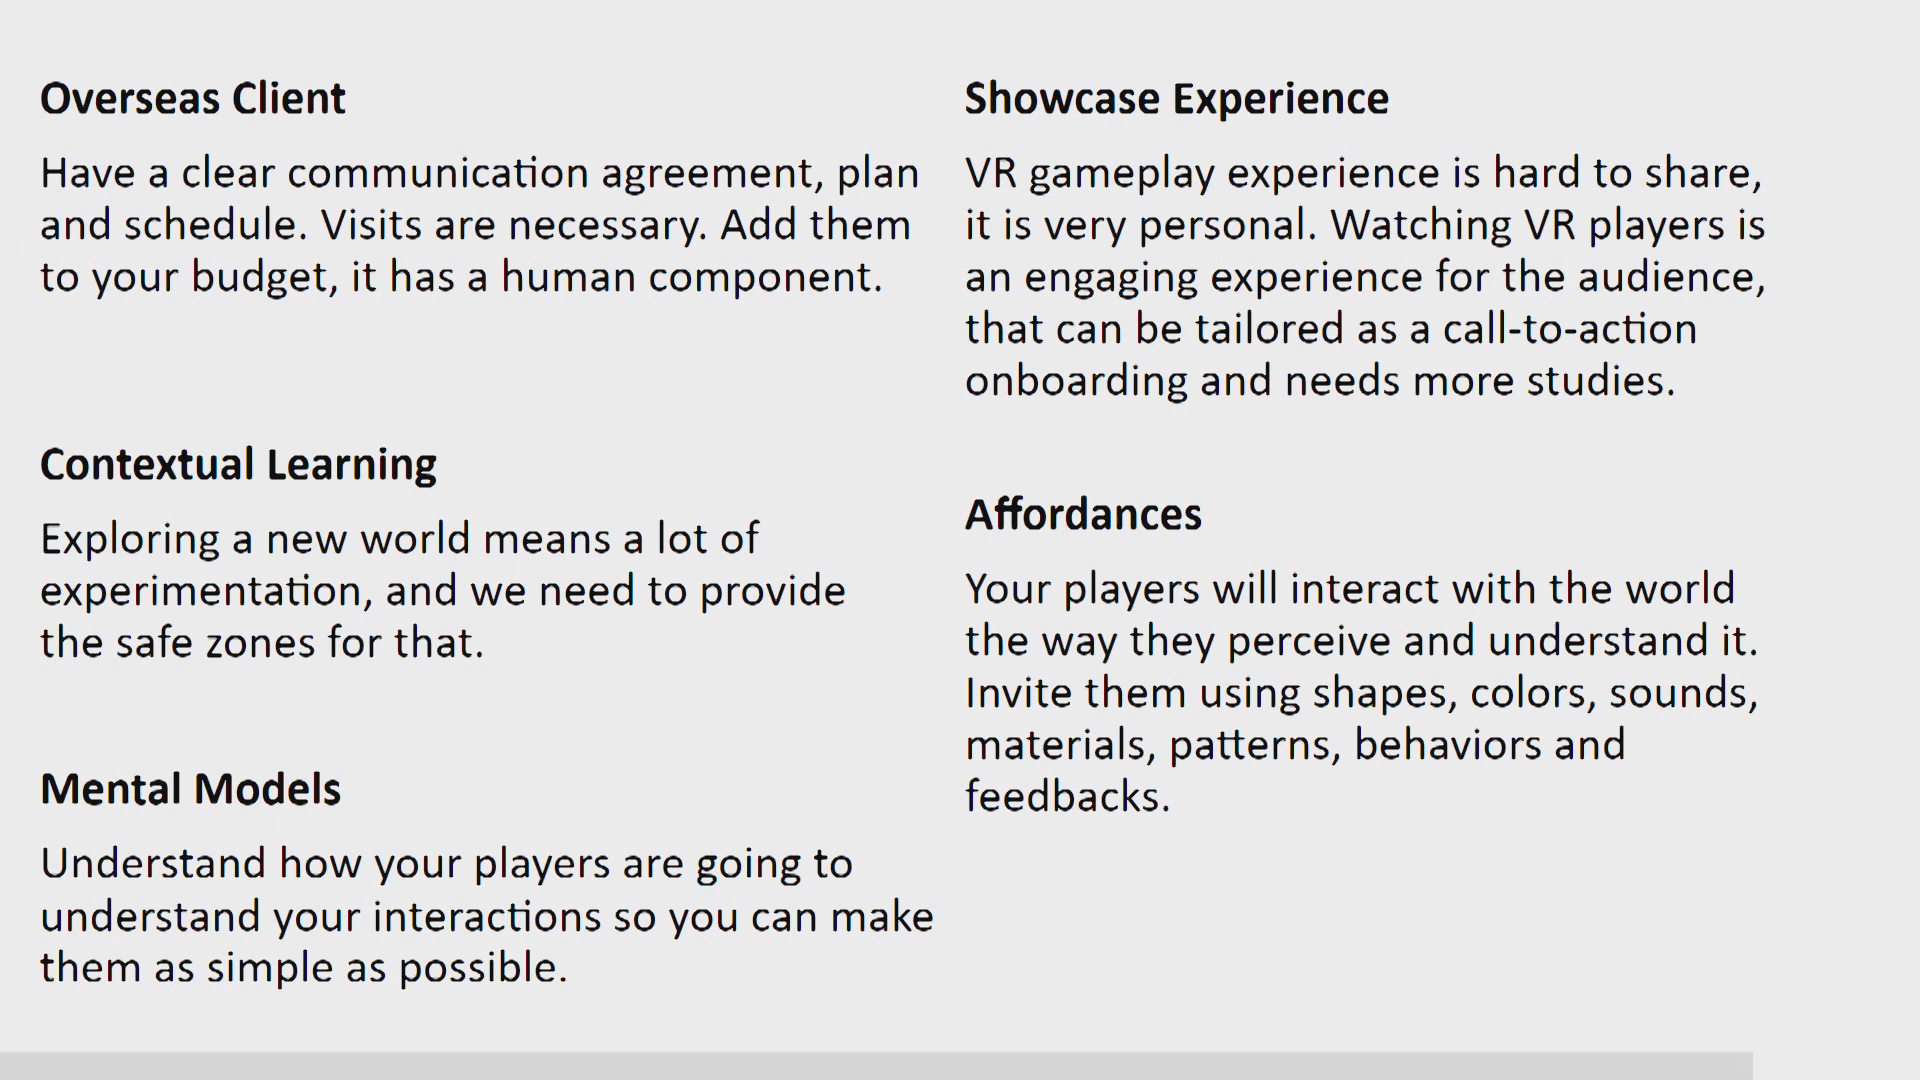 Overseas Client
Have a clear communication agreement, plan
and schedule. Visits are necessary. Add them
to your budget, it has a human component.
Contextual Learning
Exploring a new world means a lot of
experimentation, and we need to provide
the safe zones for that.
Mental Models
Understand how your players are going to
understand your interactions so you can make
them as simple as possible.
Showcase Experience
VR gameplay experience is hard to share,
it is very personal. Watching VR players is
an engaging experience for the audience,
that can be tailored as a call-to-action
onboarding and needs more studies.
Affordances
Your players will interact with the world
the way they perceive and understand it.
Invite them using shapes, colors, sounds,
materials, patterns, behaviors and
feedbacks.